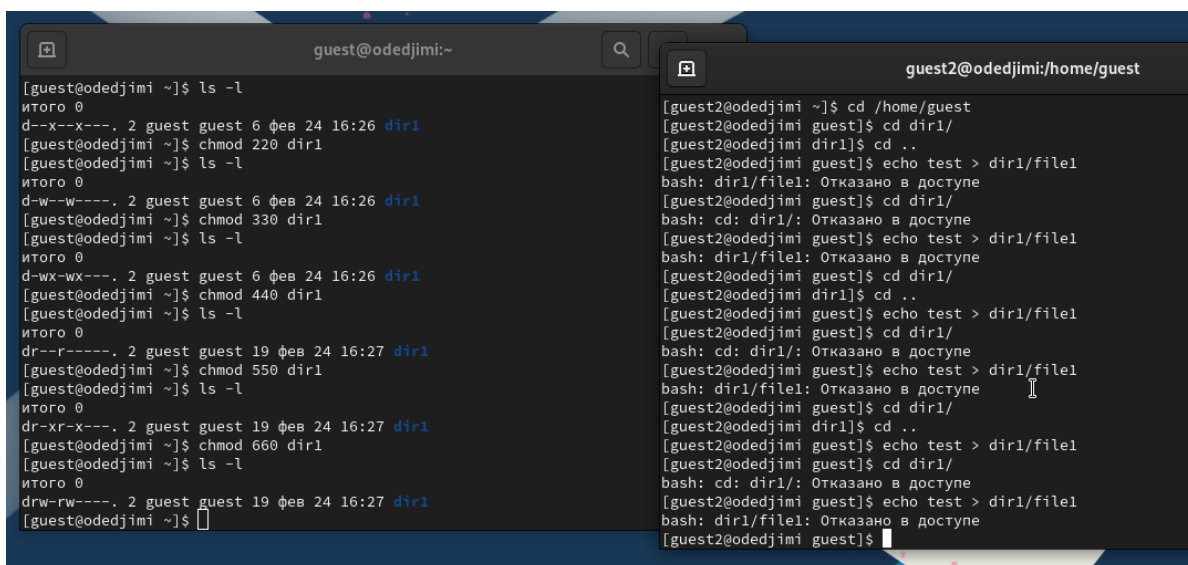 guest@odedjimi:~
[guest@odedjimi ~]$ ls -l
итого 0
d--x--x---. 2 guest guest 6 фев 24 16:26 dir1
[guest@odedjimi ~]$ chmod 220 dir1
[guest@odedjimi ~]$ ls -l
итого 0
d-w--w----. 2 guest guest 6 фев 24 16:26 dir1
[guest@odedjimi ~]$ chmod 330 dir1
[guest@odedjimi ~]$ ls -l
итого 0
d-wx-wx---. 2 guest guest 6 фев 24 16:26 dir1
[guest@odedjimi ~]$ chmod 440 dir1
[guest@odedjimi ~]$ ls -l
итого 0
dr--r-----. 2 guest guest 19 фев 24 16:27 dir1
[guest@odedjimi ~]$ chmod 550 dir1
[guest@odedjimi ~]$ ls -l
итого 0
dr-xr-x---. 2 guest guest 19 фев 24 16:27 dir1
[guest@odedjimi ~]$ chmod 660 dir1
[guest@odedjimi ~]$ ls -l
итого 0
drw-rw----. 2 guest guest 19 фев 24 16:27 dir1
[guest@odedjimi ~]$
guest2@odedjimi:/home/guest
[guest2@odedjimi ~]$ cd /home/guest
[guest2@odedjimi guest]$ cd dir1/
[guest2@odedjimi dir1]$ cd ..
[guest2@odedjimi guest]$ echo test > dir1/file1
bash: dir1/file1: Отказано в доступе
[guest2@odedjimi guest]$ cd dir1/
bash: cd: dir1/: Отказано в доступе
[guest2@odedjimi guest]$ echo test > dir1/file1
bash: dir1/file1: Отказано в доступе
[guest2@odedjimi guest]$ cd dir1/
[guest2@odedjimi dir1]$ cd ..
[guest2@odedjimi guest]$ echo test > dir1/file1
[guest2@odedjimi guest]$ cd dir1/
bash: cd: dir1/: Отказано в доступе
[guest2@odedjimi guest]$ echo test > dir1/file1
bash: dir1/file1: Отказано в доступе
[guest2@odedjimi guest]$ cd dir1/
[guest2@odedjimi dir1]$ cd ..
[guest2@odedjimi guest]$ echo test > dir1/file1
[guest2@odedjimi guest]$ cd dir1/
bash: cd: dir1/: Отказано в доступе
[guest2@odedjimi guest]$ echo test > dir1/file1
bash: dir1/file1: Отказано в доступе
[guest2@odedjimi guest]$